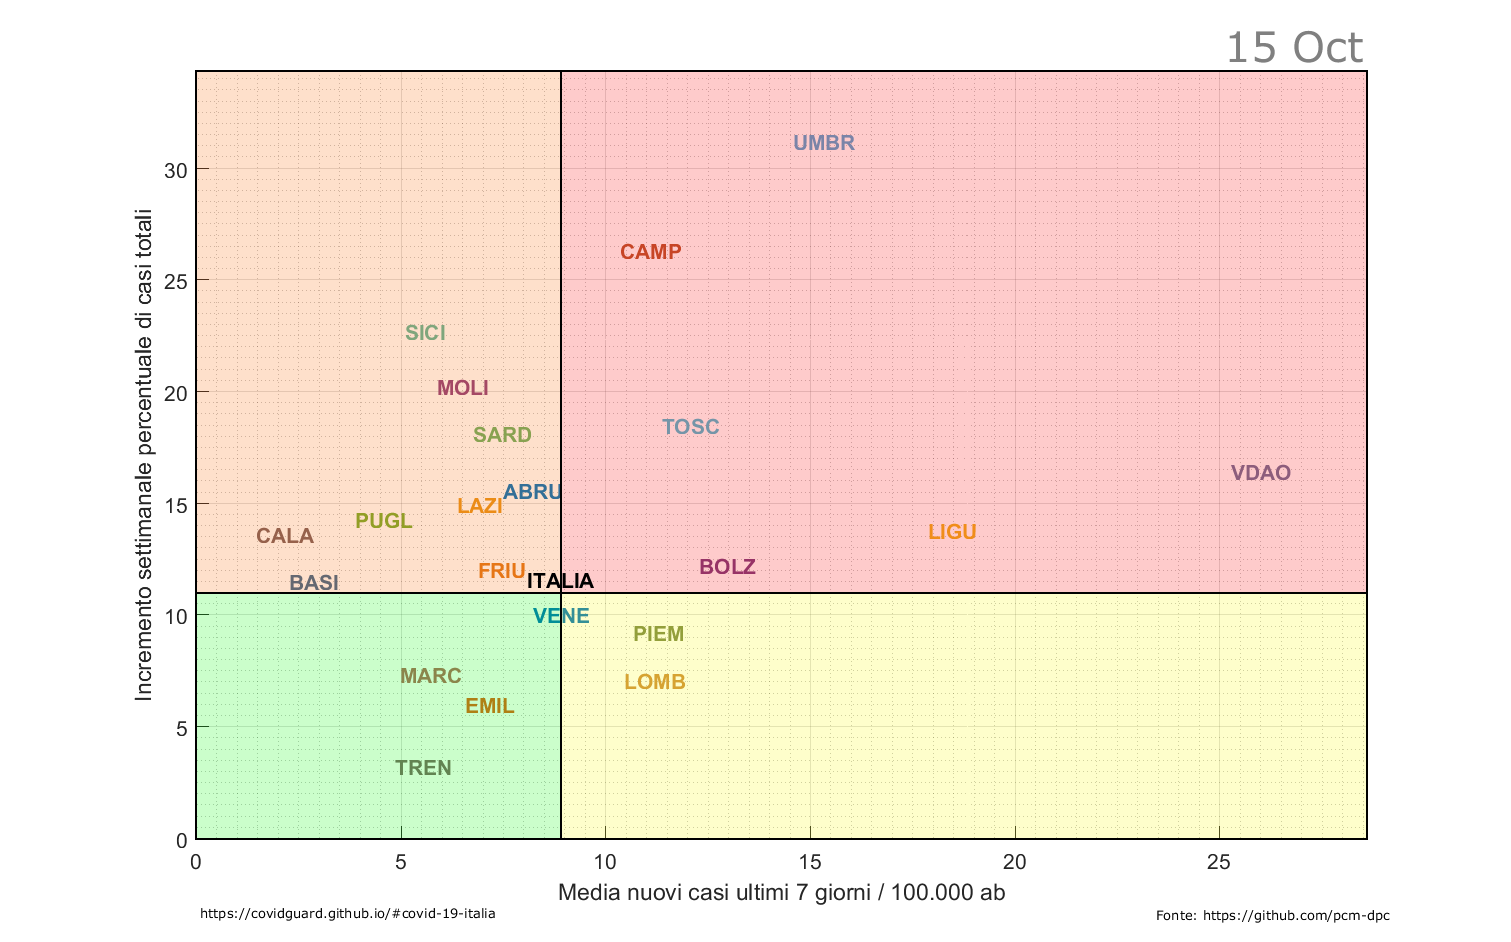 15 Oct
Incremento settimanale percentuale di casi totali
30
25
20
15
10
5
0
UMBR
CAMP
SICI
MOLI
TOSC
SARD
VDAO
ABRU
LAZI
PUGL
LIGU
CALA
BOLZ
FRIU
ITALIA
BASI
VENE
PIEM
MARC
LOMB
EMIL
TREN
0 5 10 15 20 25
Media nuovi casi ultimi 7 giorni / 100.000 ab
https://covidguard.github.io/#covid-19-italia
Fonte: https://github.com/pcm-dpc